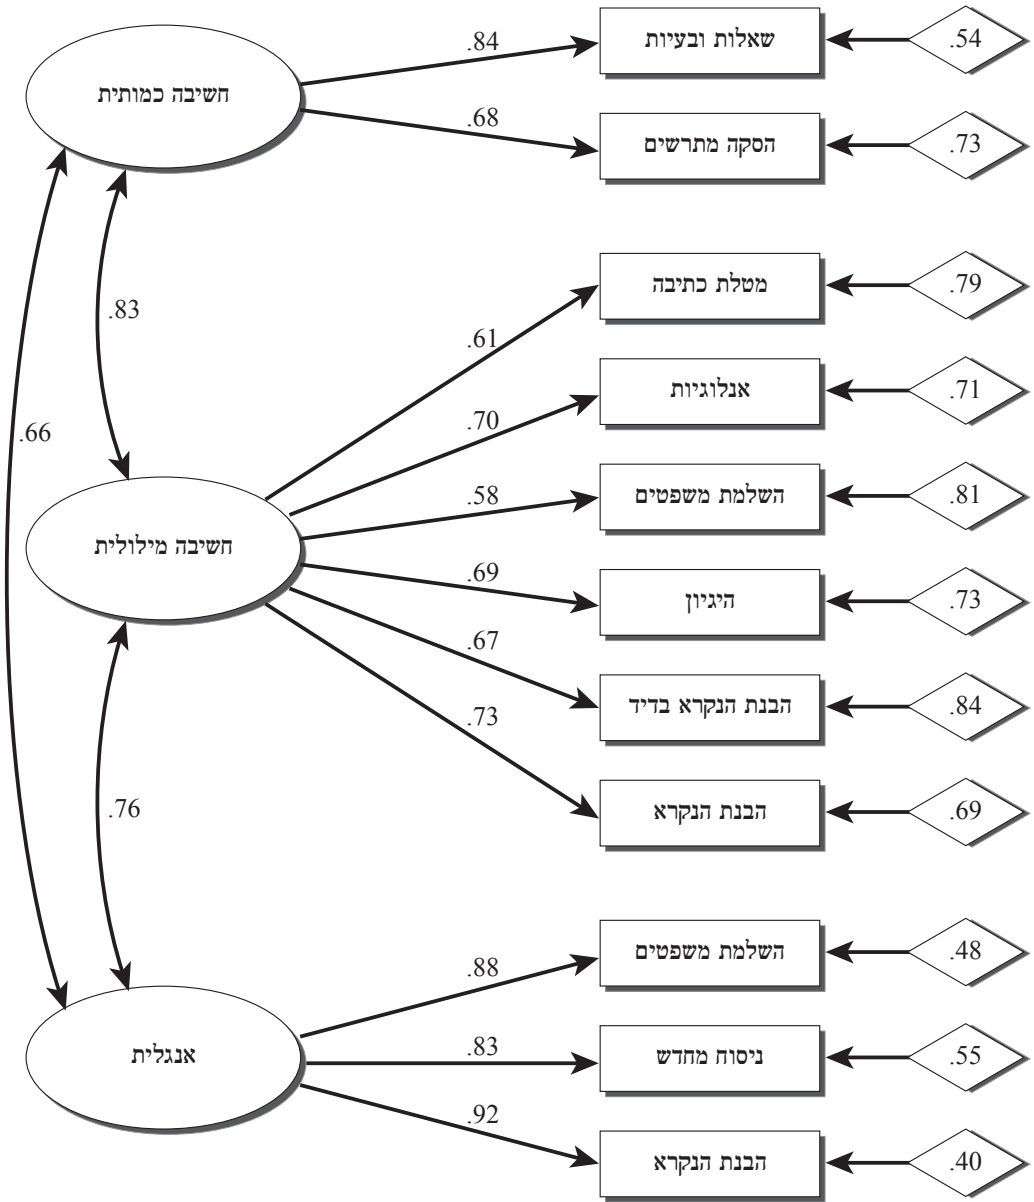 .84
שאלות ובעיות
.54
חשיבה כמותית
.68
הסקה מתרשים
.73
.83
.66
.61
מטלת כתיבה
.79
.70
אנלוגיות
.71
.58
השלמת משפטים
.81
חשיבה מילולית
.69
היגיון
.73
.67
הבנת הנקרא בדיד
.84
.73
הבנת הנקרא
.69
.76
.88
השלמת משפטים
.48
אנגלית
.83
ניסוח מחדש
.55
.92
הבנת הנקרא
.40